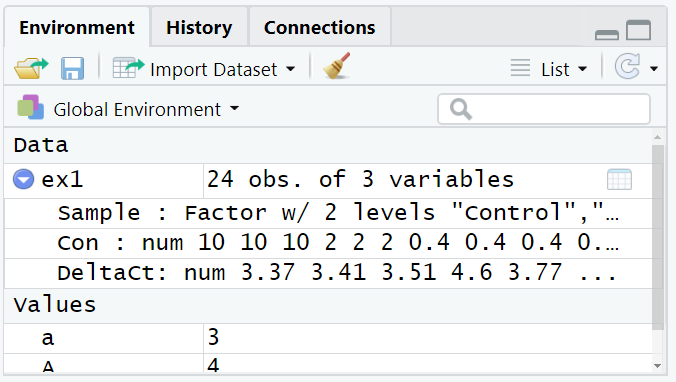 Environment History Connections
Import Dataset List
Global Environment
Data
ex1 24 obs. of 3 variables
Sample : Factor w/ 2 levels "Control","…
Con : num 10 10 10 2 2 2 0.4 0.4 0.4 0.…
DeltaCt: num 3.37 3.41 3.51 4.6 3.77 ...
Values
a 3
A 4